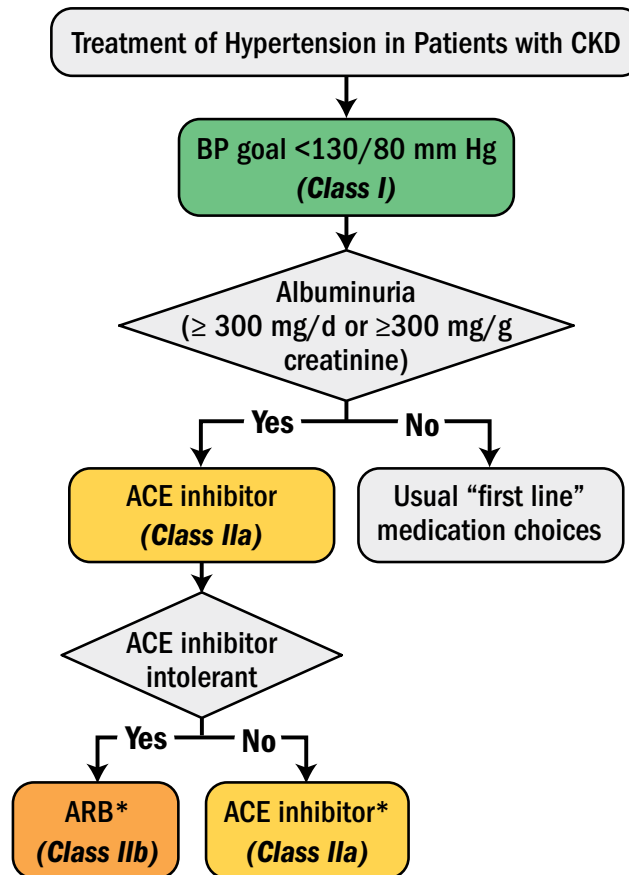 Treatment of Hypertension in Patients with CKD
BP goal <130/80 mm Hg
(Class I)
Albuminuria
(≥ 300 mg/d or ≥300 mg/g
creatinine)
Yes
No
ACE inhibitor
(Class IIa)
Usual “first line”
medication choices
ACE inhibitor
intolerant
Yes
No
ARB*
(Class IIb)
ACE inhibitor*
(Class IIa)